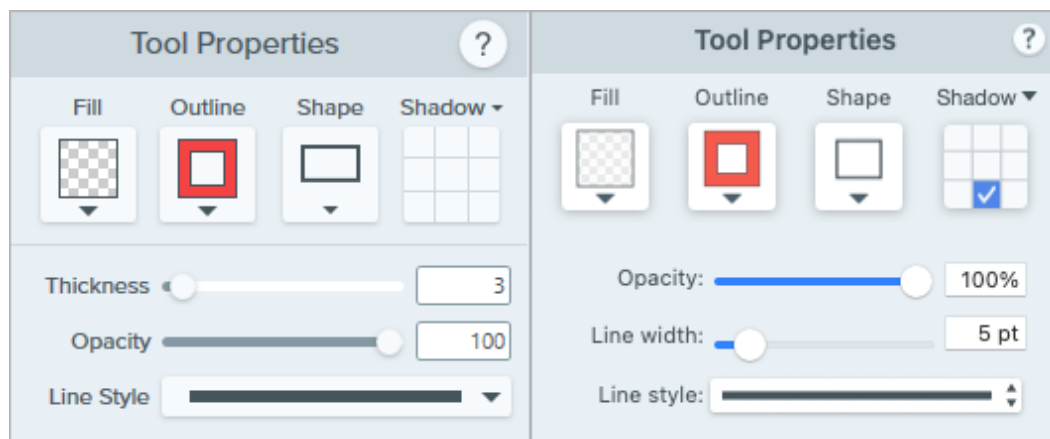 Tool Properties ?
Fill Outline Shape Shadow
Thickness 3
Opacity 100
Line Style
Tool Properties ?
Fill Outline Shape Shadow
Opacity: 100%
Line width: 5 pt
Line style: